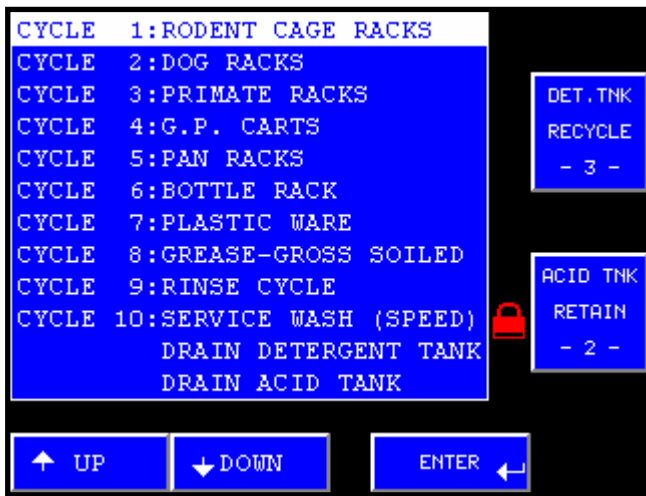 CYCLE 1:RODENT CAGE RACKS
CYCLE 2:DOG RACKS
CYCLE 3:PRIMATE RACKS
CYCLE 4:G.P. CARTS
CYCLE 5:PAN RACKS
CYCLE 6:BOTTLE RACK
CYCLE 7:PLASTIC WARE
CYCLE 8:GREASE-GROSS SOILED
CYCLE 9:RINSE CYCLE
CYCLE 10:SERVICE WASH (SPEED)
DRAIN DETERGENT TANK
DRAIN ACID TANK
DET.TNK
RECYCLE
- 3 -
ACID TNK
RETAIN
- 2 -
UP
DOWN
ENTER